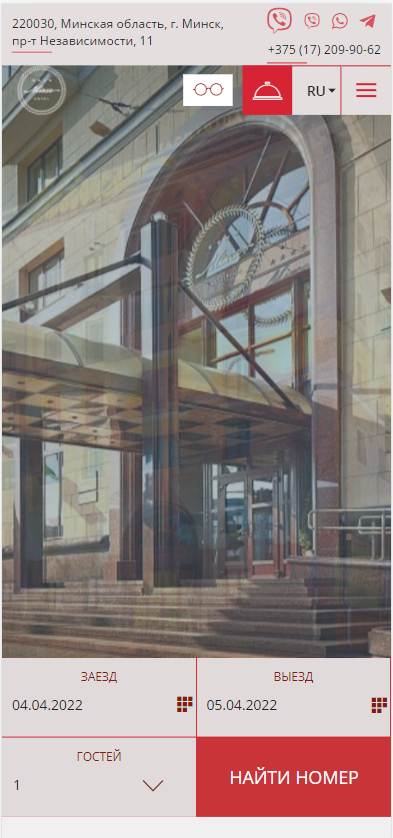 220030, Минская область, г. Минск,
пр-т Независимости, 11
+375 (17) 209-90-62
RU
ЗАЕЗД
04.04.2022
ВЫЕЗД
05.04.2022
ГОСТЕЙ
1
НАЙТИ НОМЕР